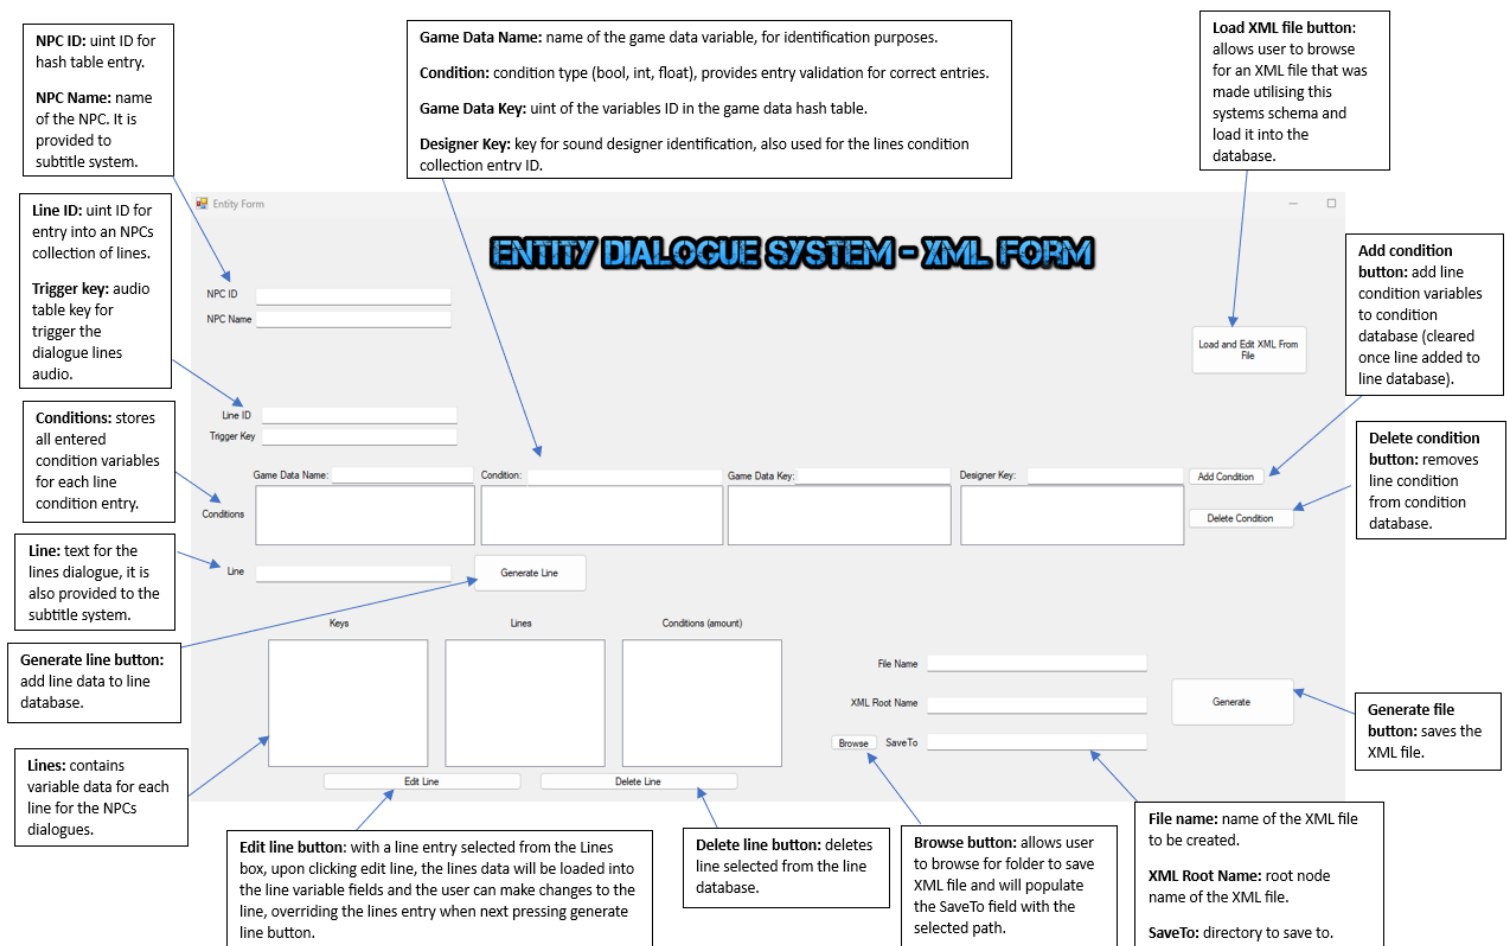 NPC ID: uint ID for
hash table entry.
NPC Name: name
of the NPC. It is
provided to
subtitle system.
Game Data Name: name of the game data variable, for identification purposes.
Condition: condition type (bool, int, float), provides entry validation for correct entries.
Game Data Key: uint of the variables ID in the game data hash table.
Designer Key: key for sound designer identification, also used for the lines condition
collection entry ID.
Load XML file button:
allows user to browse
for an XML file that was
made utilising this
systems schema and
load it into the
database.
Line ID: uint ID for
entry into an NPCs
collection of lines.
Trigger key: audio
table key for
trigger the
dialogue lines
audio.
Conditions: stores
all entered
condition variables
for each line
condition entry.
Line: text for the
lines dialogue, it is
also provided to the
subtitle system.
Generate line button:
add line data to line
database.
Lines: contains
variable data for each
line for the NPCs
dialogues.
Entity Form
ENTITY DIALOGUE SYSTEM - XML FORM
NPC ID
NPC Name
Load and Edit XML From
File
Line ID
Trigger Key
Game Data Name:
Condition:
Game Data Key:
Designer Key:
Add Condition
Conditions
Delete Condition
Line
Generate Line
Keys
Lines
Conditions (amount)
File Name
XML Root Name
Generate
Browse
SaveTo
Edit Line
Delete Line
Add condition
button: add line
condition variables
to condition
database (cleared
once line added to
line database).
Delete condition
button: removes
line condition
from condition
database.
Generate file
button: saves the
XML file.
Edit line button: with a line entry selected from the Lines
box, upon clicking edit line, the lines data will be loaded into
the line variable fields and the user can make changes to the
line, overriding the lines entry when next pressing generate
line button.
Delete line button: deletes
line selected from the line
database.
Browse button: allows user
to browse for folder to save
XML file and will populate
the SaveTo field with the
selected path.
File name: name of the XML file
to be created.
XML Root Name: root node
name of the XML file.
SaveTo: directory to save to.